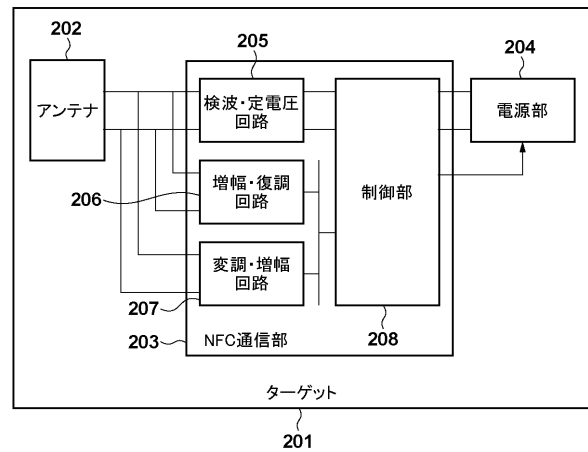 202
アンテナ
205
検波・定電圧
回路
204
電源部
206
増幅・復調
回路
制御部
変調・増幅
回路
207
203
NFC通信部
208
ターゲット
201